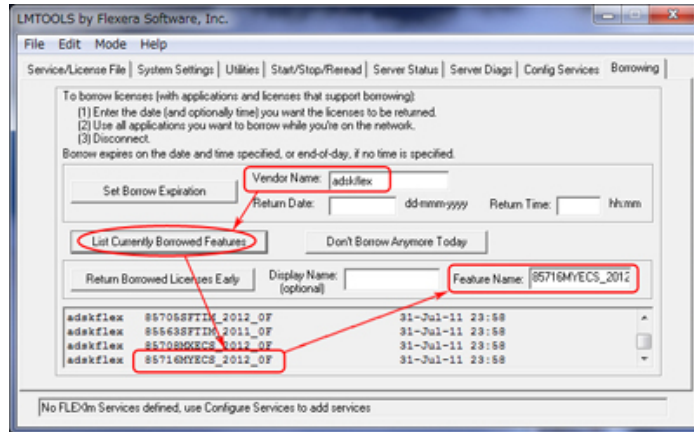 LMTOOLS by Flexera Software, Inc.
File Edit Mode Help
Service/License File System Settings Utilities Start/Stop/Reread Server Status Server Diags Config Services Borrowing
To borrow licenses (with applications and licenses that support borrowing):
(1) Enter the date (and optionally time) you want the licenses to be returned.
(2) Use all applications you want to borrow while you're on the network.
(3) Disconnect.
Borrow expires on the date and time specified, or end-of-day, if no time is specified.
Set Borrow Expiration Vendor Name: adskflex
Return Date: dd-mmm-yyyy Return Time: hh:mm
List Currently Borrowed Features Don't Borrow Anymore Today
Return Borrowed Licenses Early Display Name: (optional) Feature Name: 85716MYECS_2012
adskflex 85705SFTIM_2012_0F 31-Jul-11 23:58
adskflex 85563SFTIM_2011_0F 31-Jul-11 23:58
adskflex 85708MXECS_2012_0F 31-Jul-11 23:58
adskflex 85716MYECS_2012_0F 31-Jul-11 23:58
No FLEXlm Services defined, use Configure Services to add services